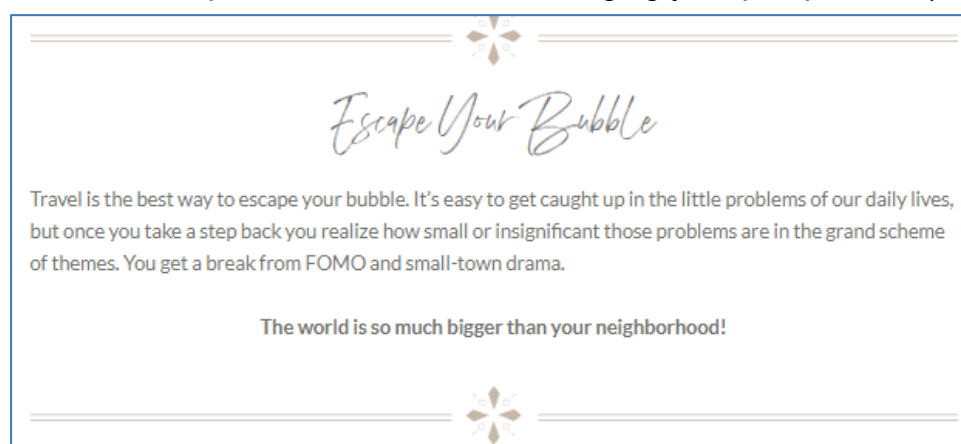 Escape Your Bubble
Travel is the best way to escape your bubble. It's easy to get caught up in the little problems of our daily lives,
but once you take a step back you realize how small or insignificant those problems are in the grand scheme
of themes. You get a break from FOMO and small-town drama.
The world is so much bigger than your neighborhood!